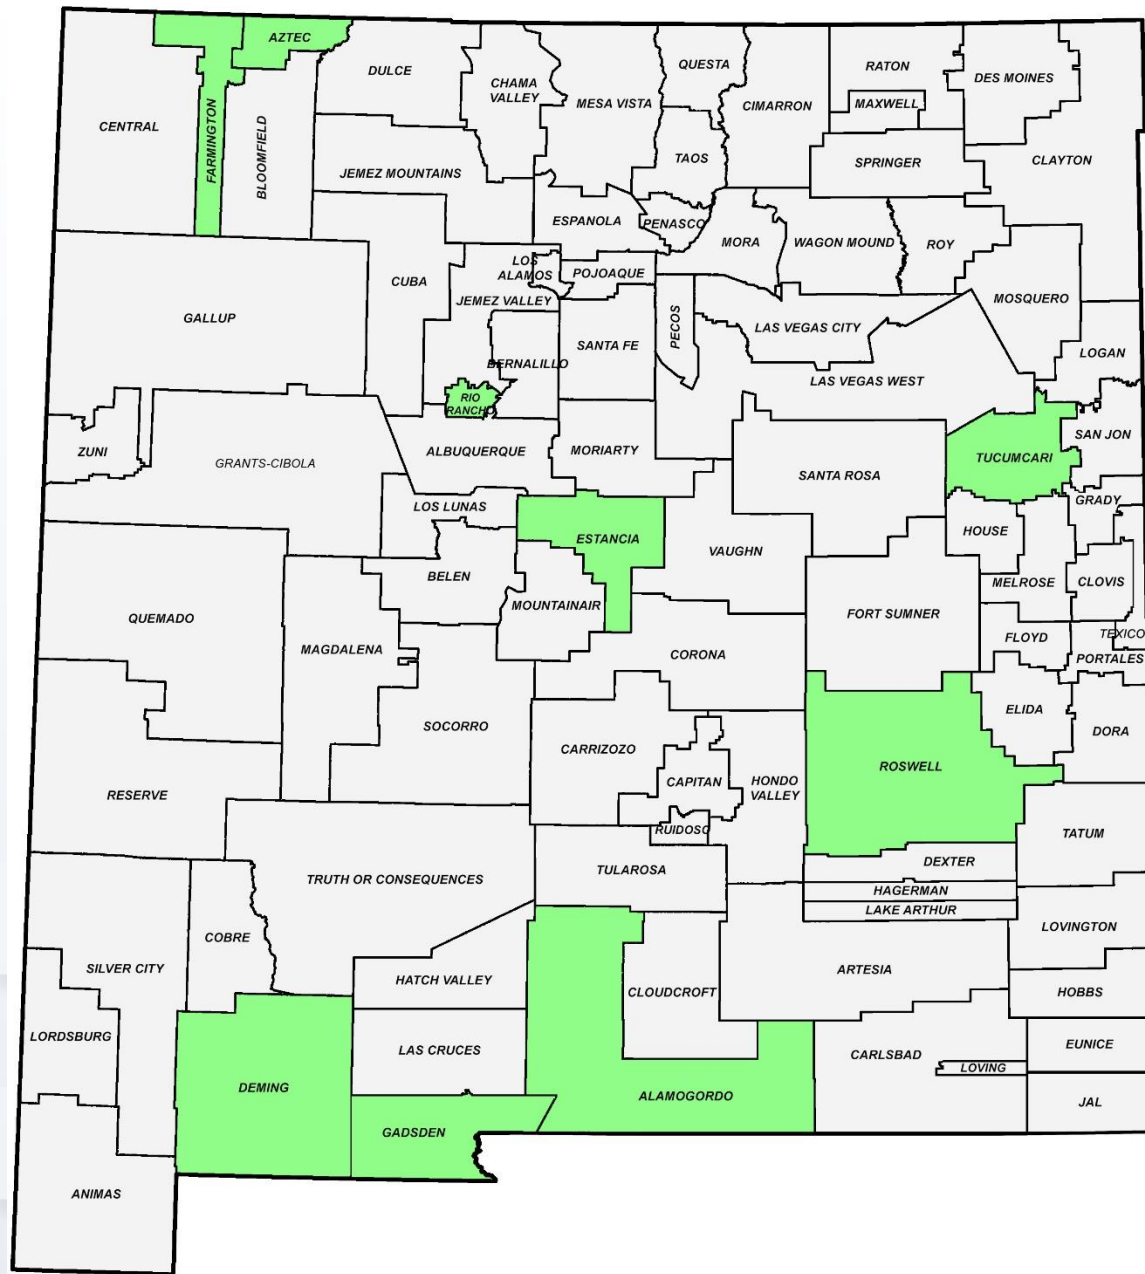 AZTEC
DULCE
CHAMA
VALLEY
MESA VISTA
QUESTA
CIMARRON
RATON
MAXWELL
DES MOINES
CENTRAL
FARMINGTON
BLOOMFIELD
JEMEZ MOUNTAINS
TAOS
SPRINGER
CLAYTON
ESPANOLA
PENASCO
MORA
WAGON MOUND
ROY
CUBA
LOS
ALAMOS
POJOAQUE
JEMEZ VALLEY
MOSQUERO
GALLUP
PECOS
LAS VEGAS CITY
SANTA FE
BERNALILLO
LOGAN
LAS VEGAS WEST
RIO
RANCHO
ZUNI
GRANTS-CIBOLA
ALBUQUERQUE
MORIARTY
SANTA ROSA
TUCUMCARI
SAN JON
LOS LUNAS
GRADY
ESTANCIA
VAUGHN
HOUSE
BELEN
MELROSE
CLOVIS
MOUNTAINAIR
QUEMADO
FORT SUMNER
MAGDALENA
CORONA
FLOYD
TEXICO
PORTALES
SOCORRO
ELIDA
DORA
CARRIZOZO
ROSWELL
CAPITAN
HONDO
VALLEY
RESERVE
RUIDOSO
TATUM
TULAROSA
DEXTER
TRUTH OR CONSEQUENCES
HAGERMAN
LAKE ARTHUR
LOVINGTON
COBRE
SILVER CITY
HATCH VALLEY
CLOUDCROFT
ARTESIA
HOBBS
LORDSBURG
LAS CRUCES
CARLSBAD
EUNICE
LOVING
DEMING
ALAMOGORDO
JAL
GADSDEN
ANIMAS